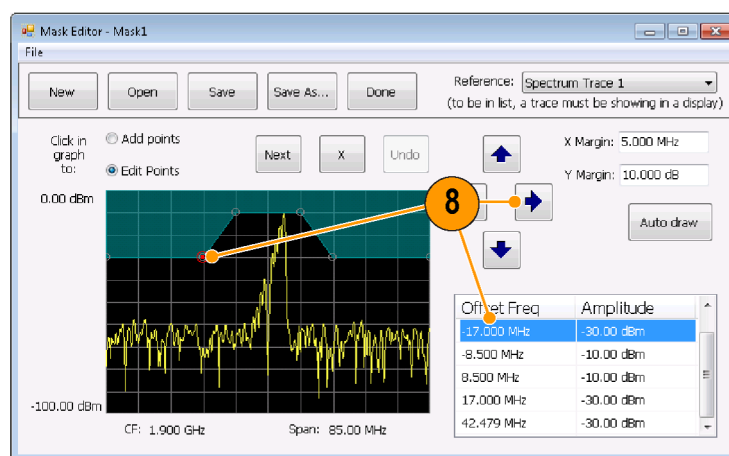 Mask Editor - Mask1
File
New Open Save Save As... Done
Reference: Spectrum Trace 1
(to be in list, a trace must be showing in a display)
Click in graph to:
Add points
Edit Points
Next X Undo
X Margin: 5.000 MHz
Y Margin: 10.000 dB
Auto draw
8
0.00 dBm
-100.00 dBm
CF: 1.900 GHz Span: 85.00 MHz
Offset Freq Amplitude
-17.000 MHz -30.00 dBm
-8.500 MHz -10.00 dBm
8.500 MHz -10.00 dBm
17.000 MHz -30.00 dBm
42.479 MHz -30.00 dBm